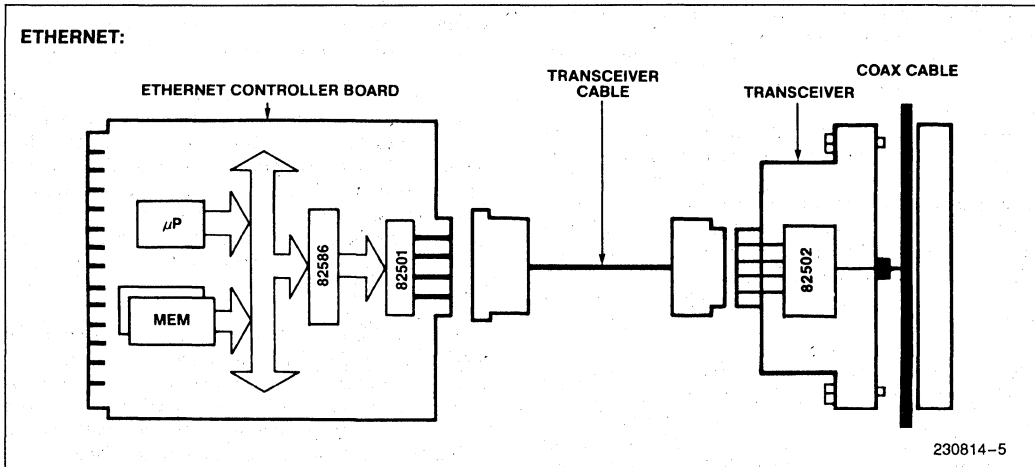 ETHERNET:
ETHERNET CONTROLLER BOARD
TRANSCEIVER
CABLE
TRANSCEIVER
COAX CABLE
μP
MEM
82586
82501
82502
230814-5